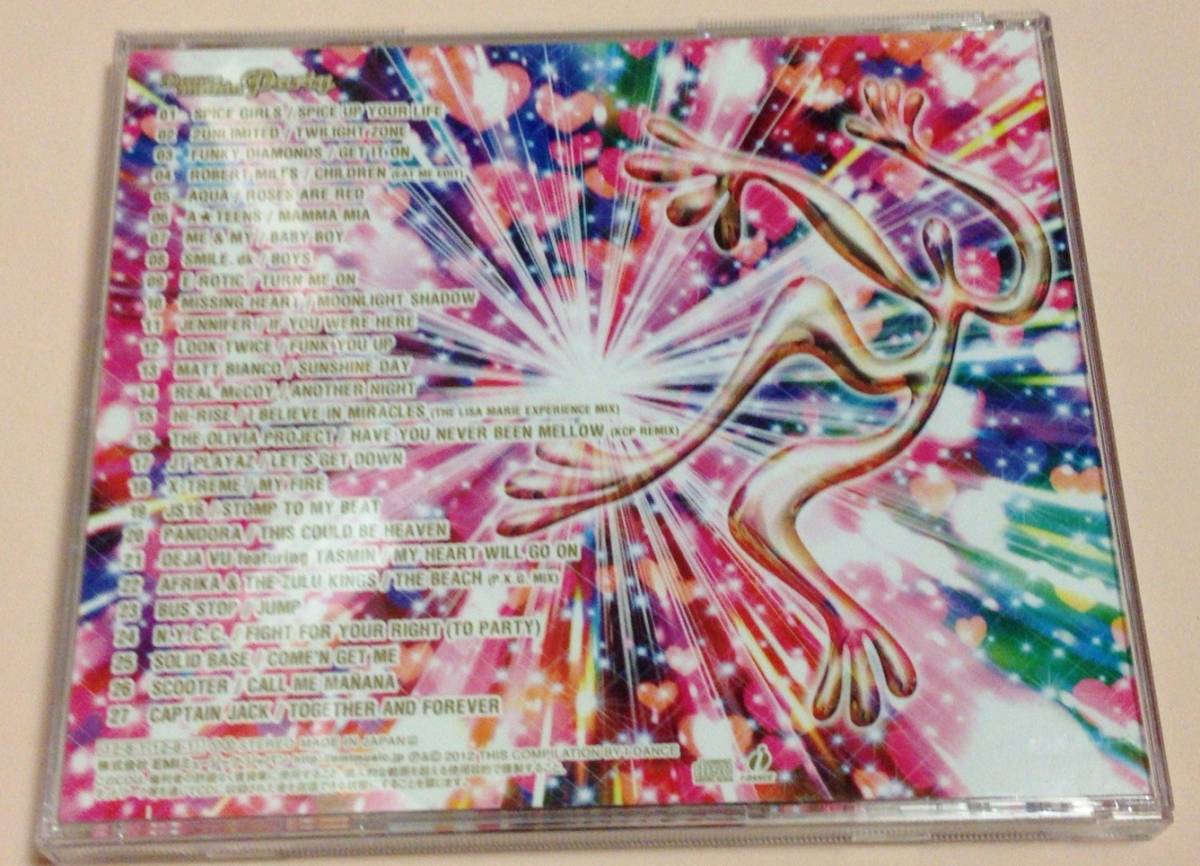 Party
01 SPICE GIRLS / SPICE UP YOUR LIFE
02 2UNLIMITED / TWILIGHT ZONE
03 FUNKY DIAMONDS / GET IT ON
04 ROBERT MILES / CHILDREN (EAT ME EDIT)
05 AQUA / ROSES ARE RED
06 A★TEENS / MAMMA MIA
07 ME & MY / BABY BOY
08 SMILE.dk / BOYS
09 E-ROTIC / TURN ME ON
10 MISSING HEART / MOONLIGHT SHADOW
11 JENNIFER! / IF YOU WERE HERE
12 LOOK TWICE / FUNK YOU UP
13 MATT BIANCO / SUNSHINE DAY
14 REAL McCOY / ANOTHER NIGHT
15 HI-RISE / I BELIEVE IN MIRACLES (THE LISA MARIE EXPERIENCE MIX)
16 THE OLIVIA PROJECT / HAVE YOU NEVER BEEN MELLOW (KCP REMIX)
17 JT PLAYAZ / LET'S GET DOWN
18 X-TREME / MY FIRE
19 JS16 / STOMP TO MY BEAT
20 PANDORA / THIS COULD BE HEAVEN
21 DEJA VU featuring TASMIN / MY HEART WILL GO ON
22 AFRIKA & THE ZULU KINGS / THE BEACH (P.K.G. MIX)
23 BUS STOP / JUMP
24 N.Y.C.C. / FIGHT FOR YOUR RIGHT (TO PARTY)
25 SOLID BASE / COME'N GET ME
26 SCOOTER / CALL ME MAÑANA
27 CAPTAIN JACK / TOGETHER AND FOREVER
STEREO MADE IN JAPAN
株式会社 EMI ℗&© 2012 THIS COMPILATION BY I DANCE
I DANCE